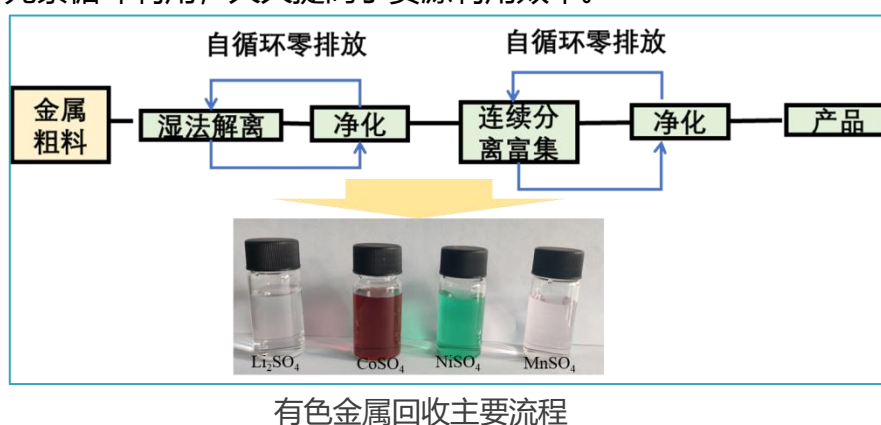 自循环零排放
自循环零排放
金属
粗料
湿法解离
净化
连续分
离富集
净化
产品
Li₂SO₄
CoSO₄
NiSO₄
MnSO₄
有色金属回收主要流程